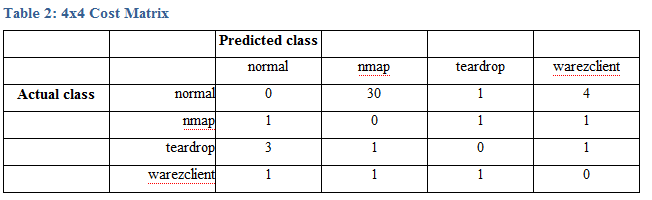 Table 2: 4x4 Cost Matrix
Predicted class
normal nmap teardrop warezclient
Actual class normal 0 30 1 4
nmap 1 0 1 1
teardrop 3 1 0 1
warezclient 1 1 1 0